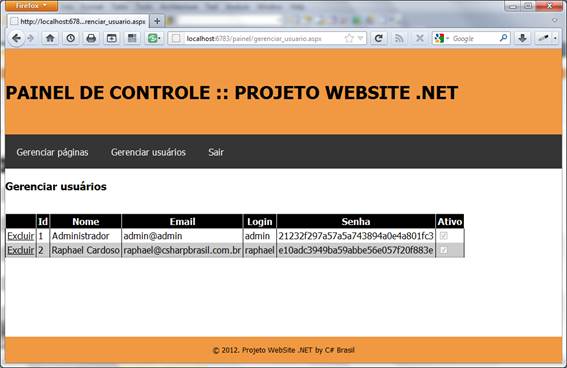 Firefox
http://localhost:678...renciar_usuario.aspx
localhost:6783/painel/gerenciar_usuario.aspx
Google
PAINEL DE CONTROLE :: PROJETO WEBSITE .NET
Gerenciar páginas Gerenciar usuários Sair
Gerenciar usuários
Id Nome Email Login Senha Ativo
Excluir 1 Administrador admin@admin admin 21232f297a57a5a743894a0e4a801fc3
Excluir 2 Raphael Cardoso raphael@csharpbrasil.com.br raphael e10adc3949ba59abbe56e057f20f883e
© 2012. Projeto WebSite .NET by C# Brasil